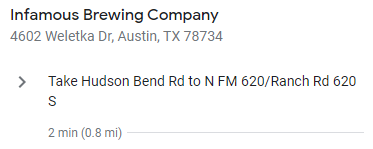 Infamous Brewing Company
4602 Weletka Dr, Austin, TX 78734
Take Hudson Bend Rd to N FM 620/Ranch Rd 620
S
2 min (0.8 mi)